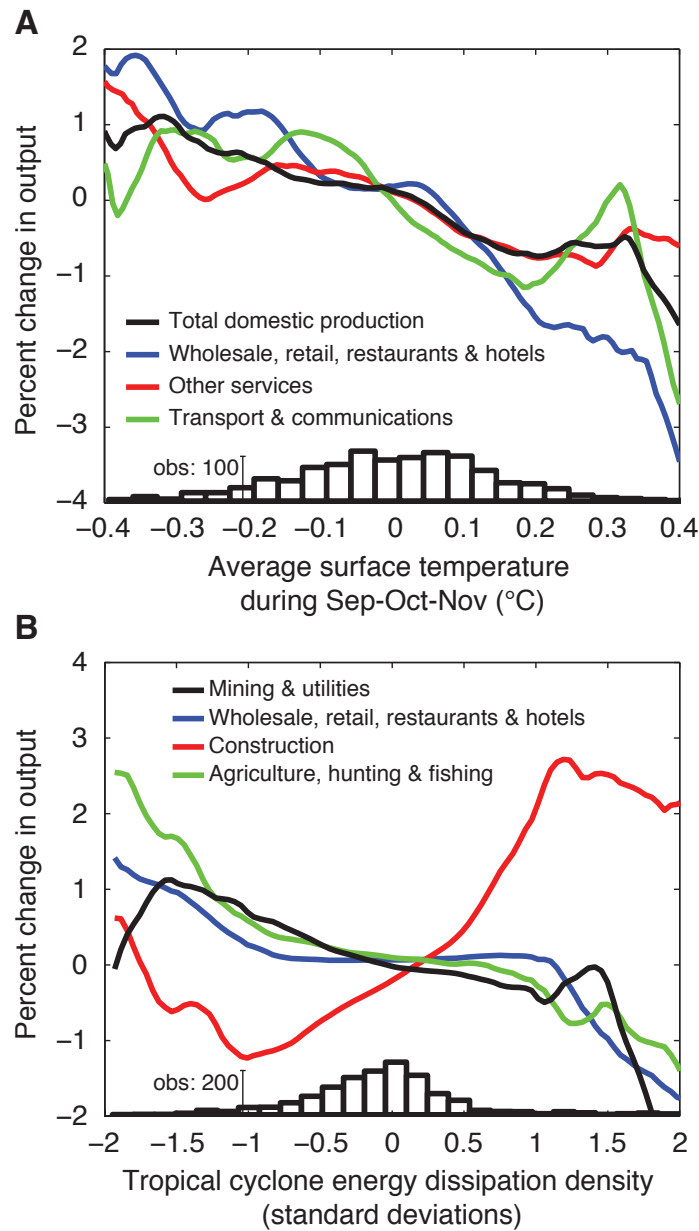 A
2
1
0
−1
−2
−3
−4
Percent change in output
Total domestic production
Wholesale, retail, restaurants & hotels
Other services
Transport & communications
obs: 100
−0.4 −0.3 −0.2 −0.1 0 0.1 0.2 0.3 0.4
Average surface temperature
during Sep-Oct-Nov (°C)
B
4
3
2
1
0
−1
−2
Percent change in output
Mining & utilities
Wholesale, retail, restaurants & hotels
Construction
Agriculture, hunting & fishing
obs: 200
−2 −1.5 −1 −0.5 0 0.5 1 1.5 2
Tropical cyclone energy dissipation density
(standard deviations)